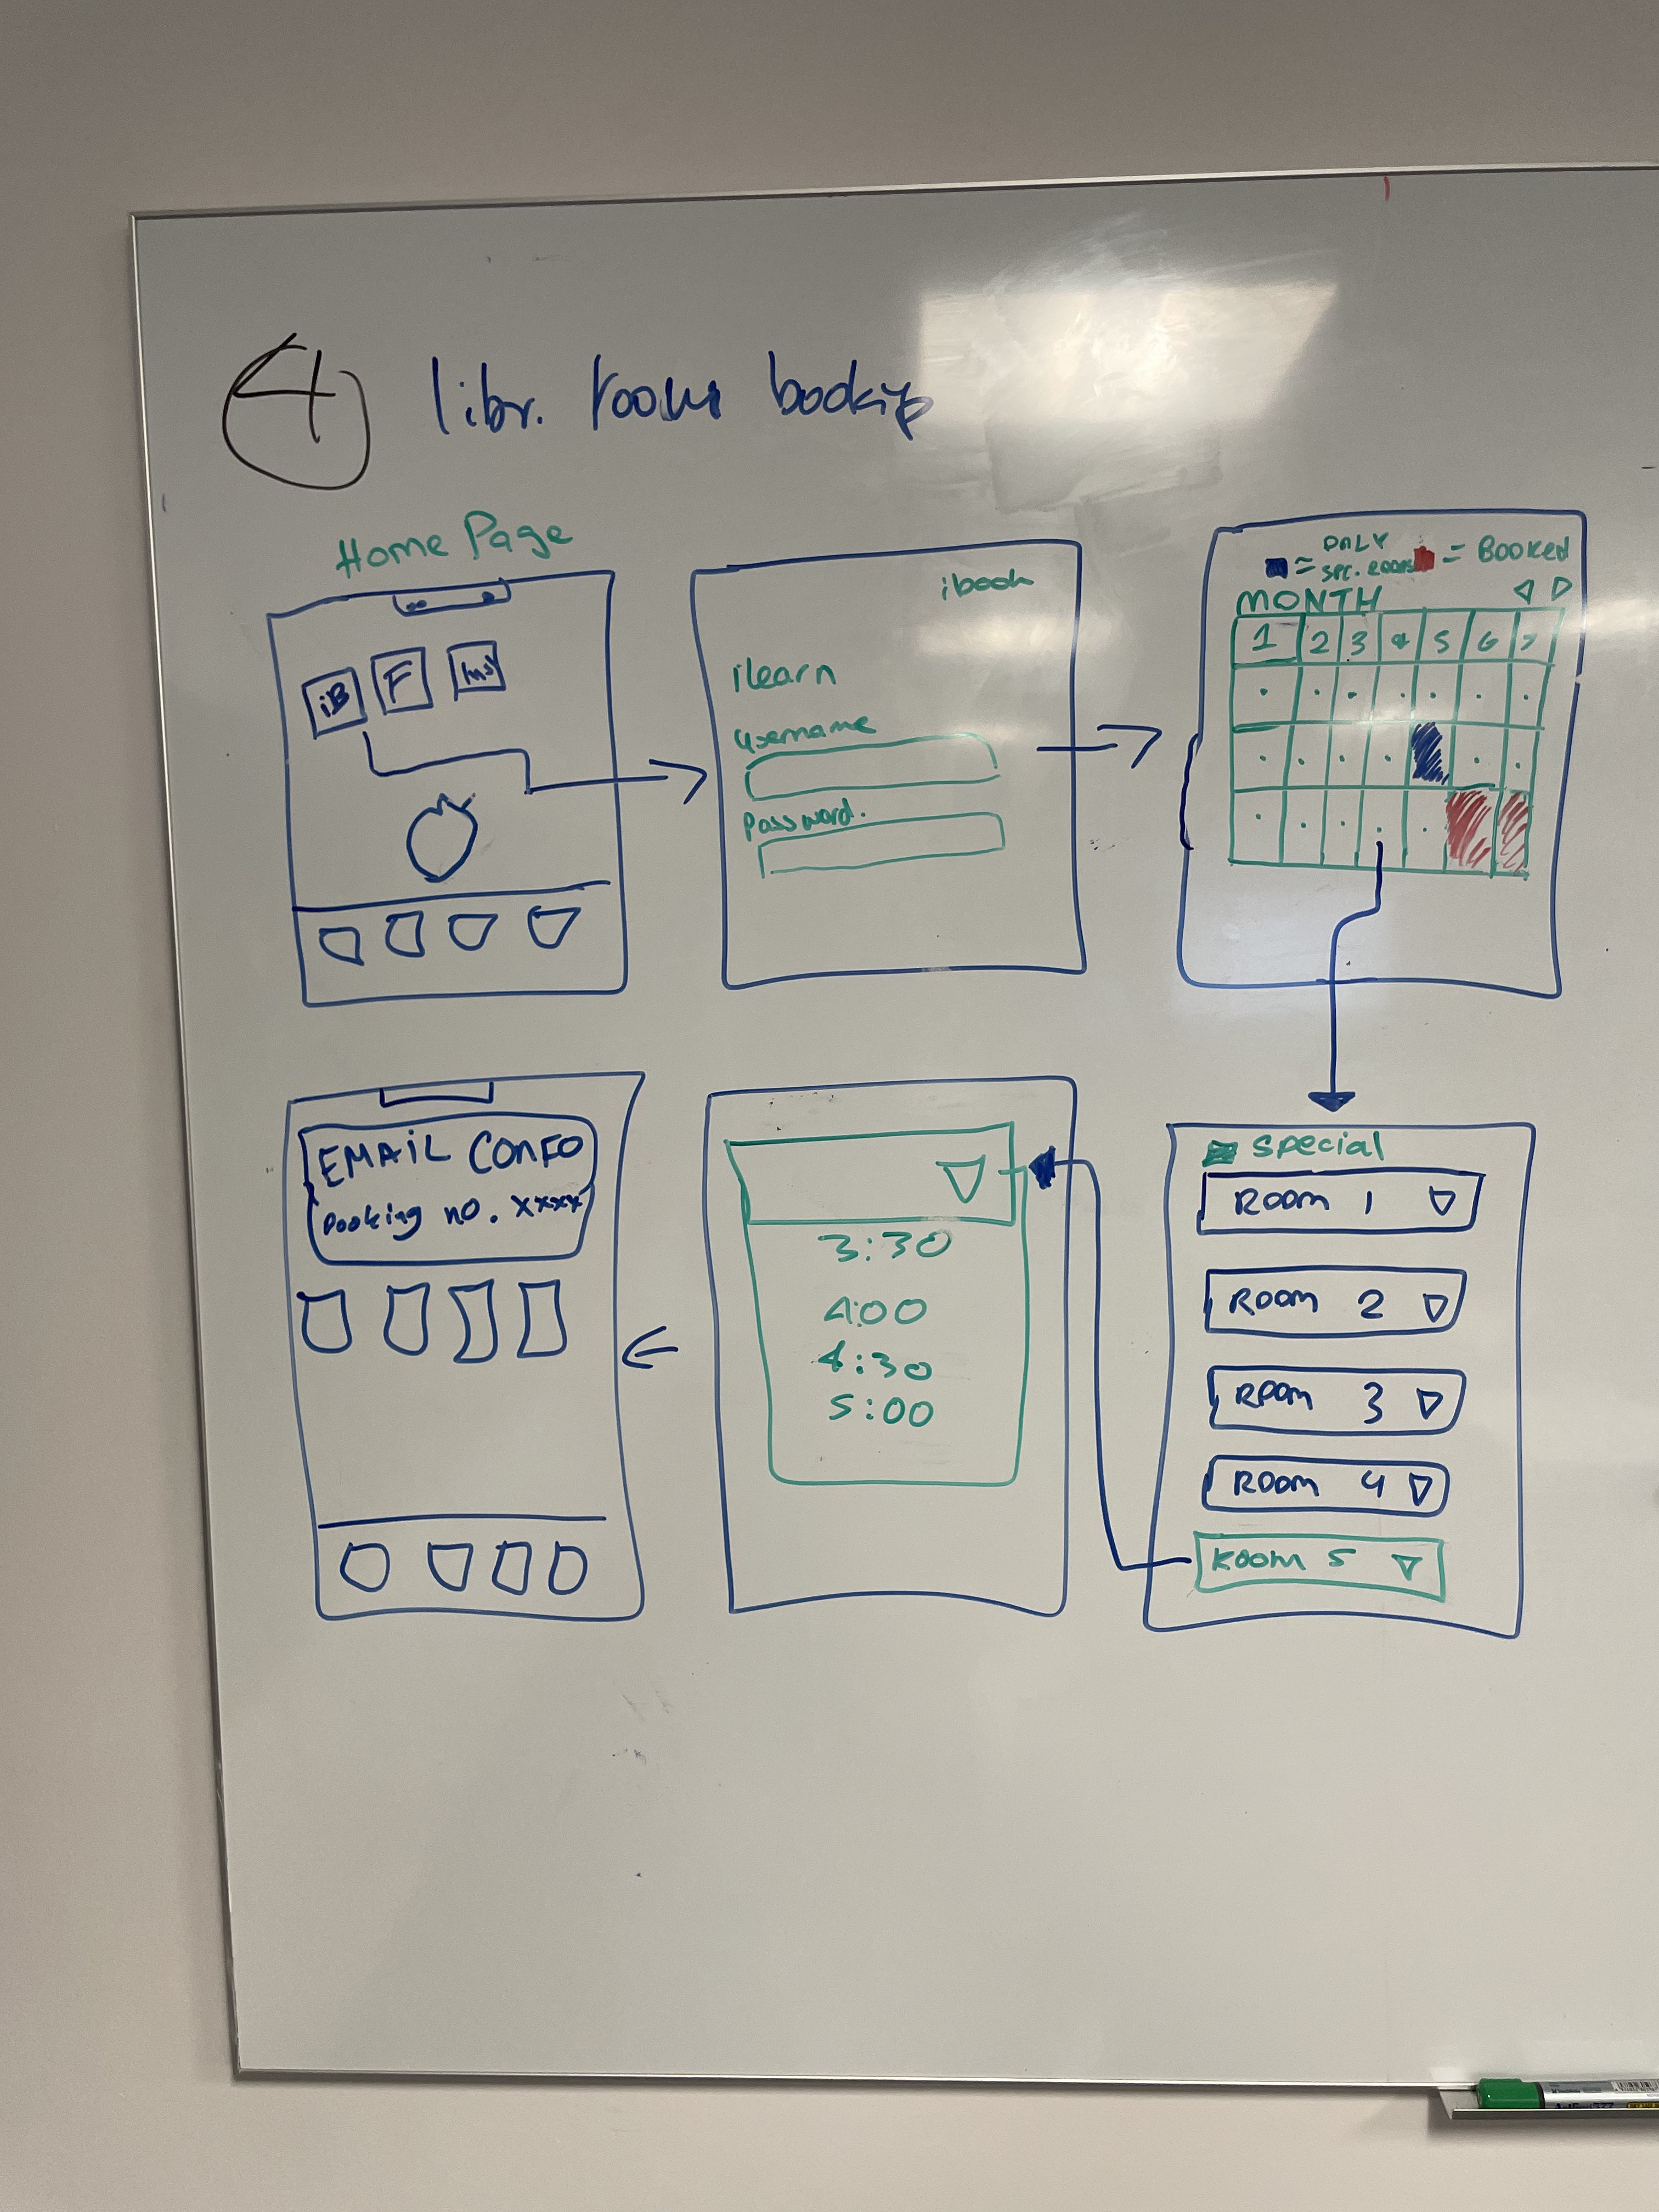 4 libr. rooms booking
Home Page
iB F
ibook
ilearn
Username
Password.
= ONLY
SPC. ROOMS = Booked
MONTH
1 2 3 4 5 6 7
EMAIL CONFO
Booking no. xxxx
3:30
4:00
4:30
5:00
Special
Room 1
Room 2
Room 3
Room 4
Room 5